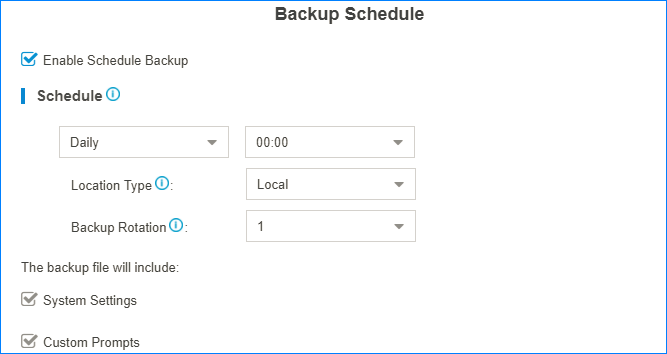 Backup Schedule
Enable Schedule Backup
Schedule
Daily 00:00
Location Type : Local
Backup Rotation : 1
The backup file will include:
System Settings
Custom Prompts